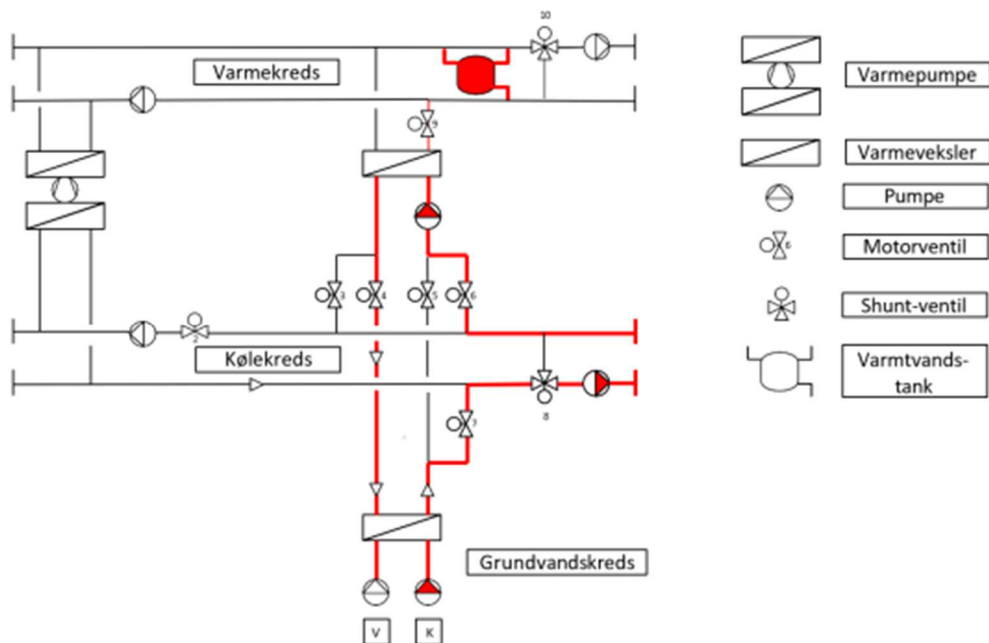 10
Varmekreds
Varmepumpe
9
Varmeveksler
Pumpe
6
Motorventil
3
4
5
6
Shunt-ventil
2
Kølekreds
Varmtvands-
tank
8
7
Grundvandskreds
V
K